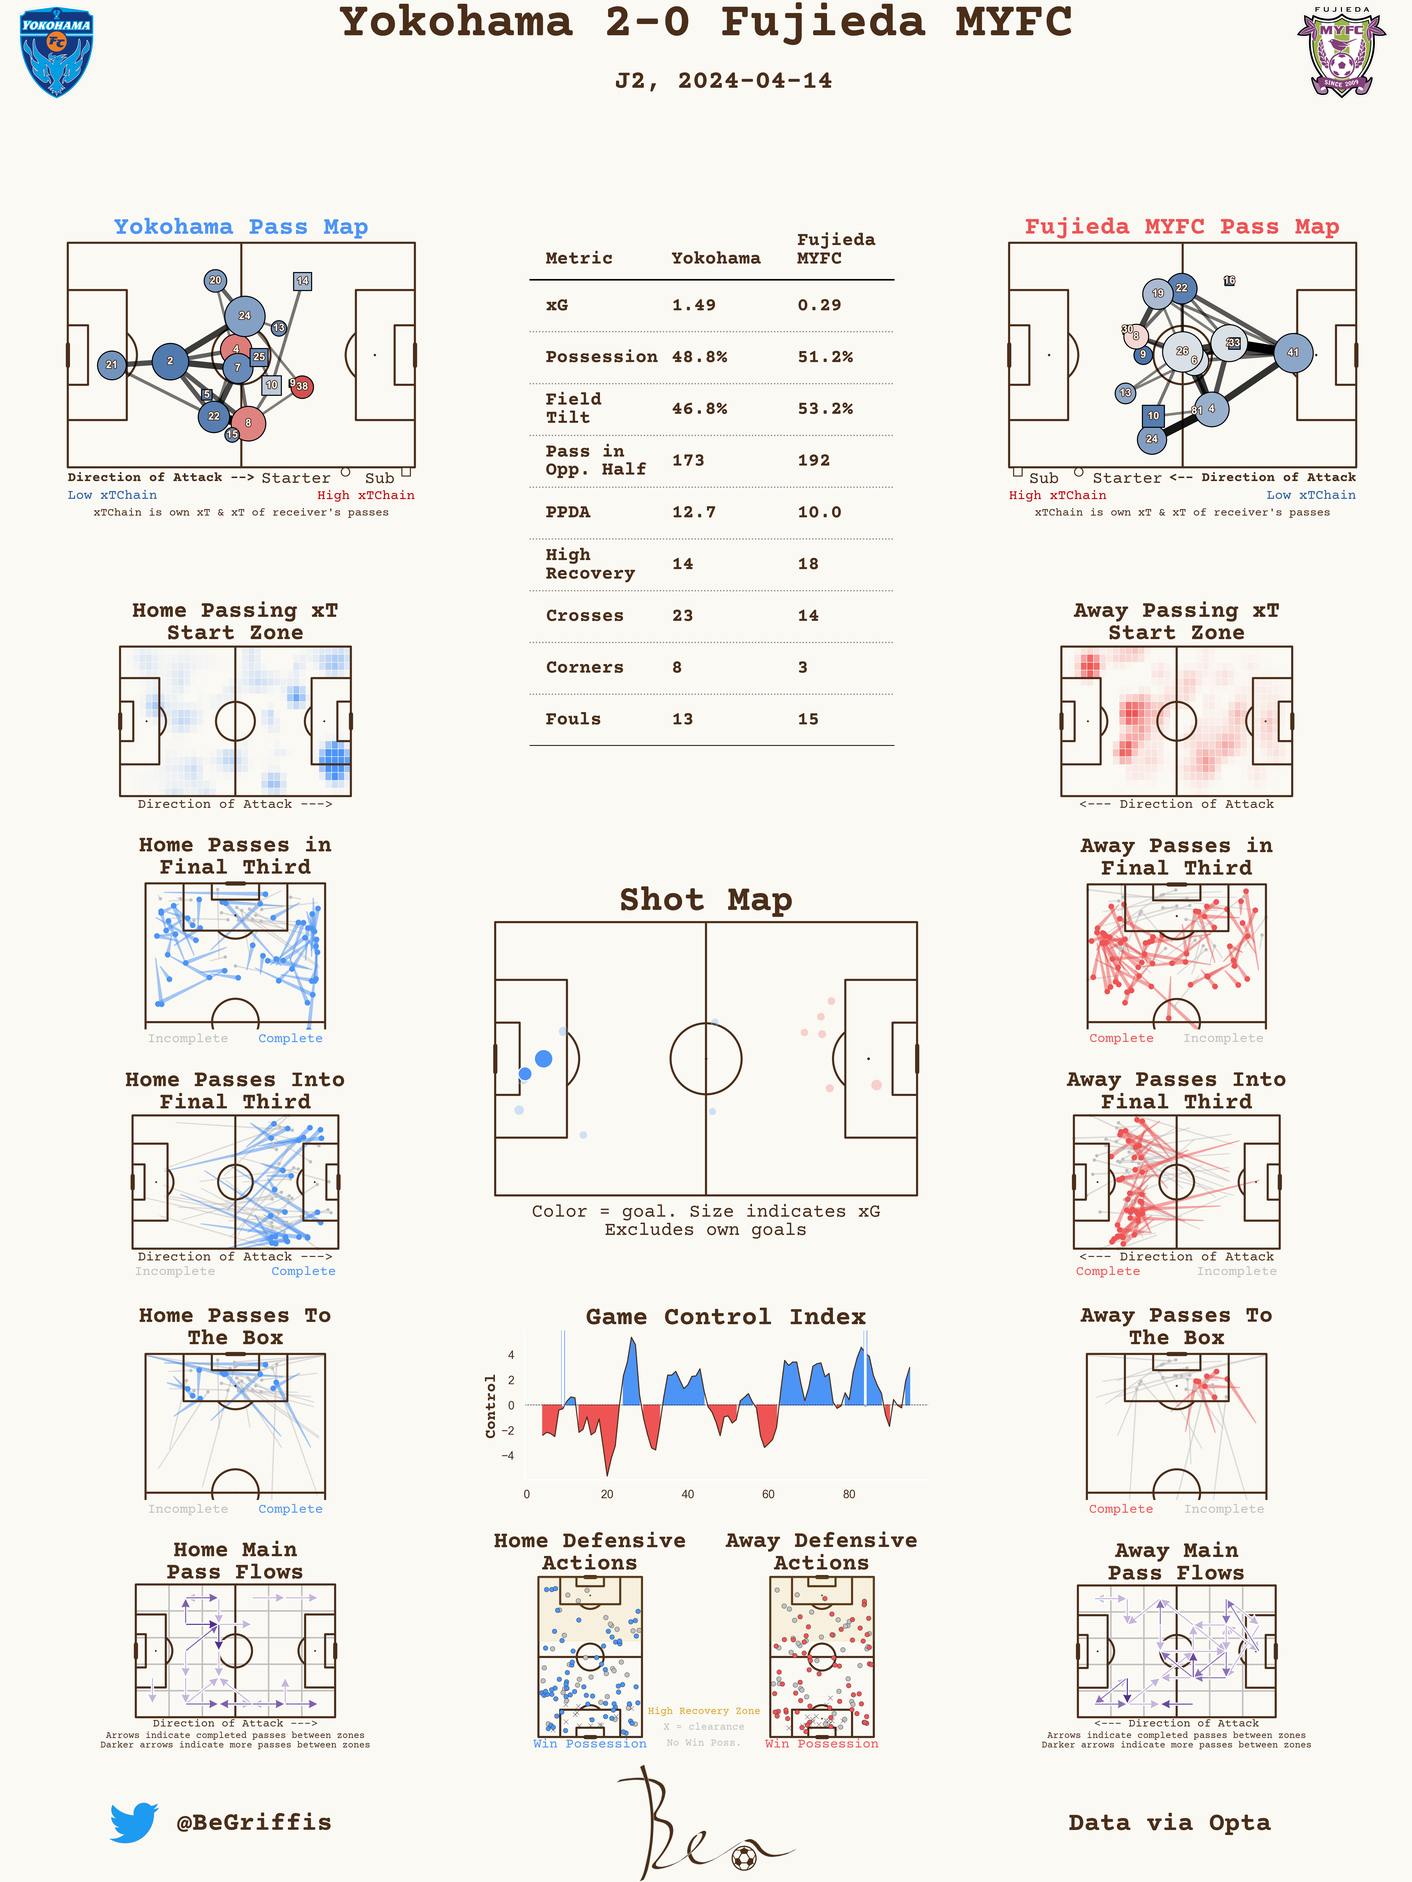 Yokohama 2-0 Fujieda MYFC
J2, 2024-04-14
YOKOHAMA
FC
FUJIEDA
MYFC
SINCE 2009
Yokohama Pass Map
20
14
24
13
4
25
2
7
21
10
9
38
5
22
8
15
Direction of Attack --> Starter Sub
Low xTChain High xTChain
xTChain is own xT & xT of receiver's passes
Metric Yokohama Fujieda MYFC
xG 1.49 0.29
Possession 48.8% 51.2%
Field Tilt 46.8% 53.2%
Pass in Opp. Half 173 192
PPDA 12.7 10.0
High Recovery 14 18
Crosses 23 14
Corners 8 3
Fouls 13 15
Fujieda MYFC Pass Map
16
22
19
30
8
33
26
41
9
6
13
10
81
4
24
Sub Starter <-- Direction of Attack
High xTChain Low xTChain
xTChain is own xT & xT of receiver's passes
Home Passing xT
Start Zone
Direction of Attack --->
Away Passing xT
Start Zone
<--- Direction of Attack
Home Passes in
Final Third
Incomplete Complete
Away Passes in
Final Third
Complete Incomplete
Shot Map
Color = goal. Size indicates xG
Excludes own goals
Home Passes Into
Final Third
Direction of Attack --->
Incomplete Complete
Away Passes Into
Final Third
<--- Direction of Attack
Complete Incomplete
Home Passes To
The Box
Incomplete Complete
Game Control Index
Control
4
2
0
−2
−4
0 20 40 60 80
Away Passes To
The Box
Complete Incomplete
Home Main
Pass Flows
Direction of Attack --->
Arrows indicate completed passes between zones
Darker arrows indicate more passes between zones
Home Defensive
Actions
Win Possession
Away Defensive
Actions
Win Possession
High Recovery Zone
X = clearance
No Win Poss.
Away Main
Pass Flows
<--- Direction of Attack
Arrows indicate completed passes between zones
Darker arrows indicate more passes between zones
@BeGriffis
Ben
Data via Opta